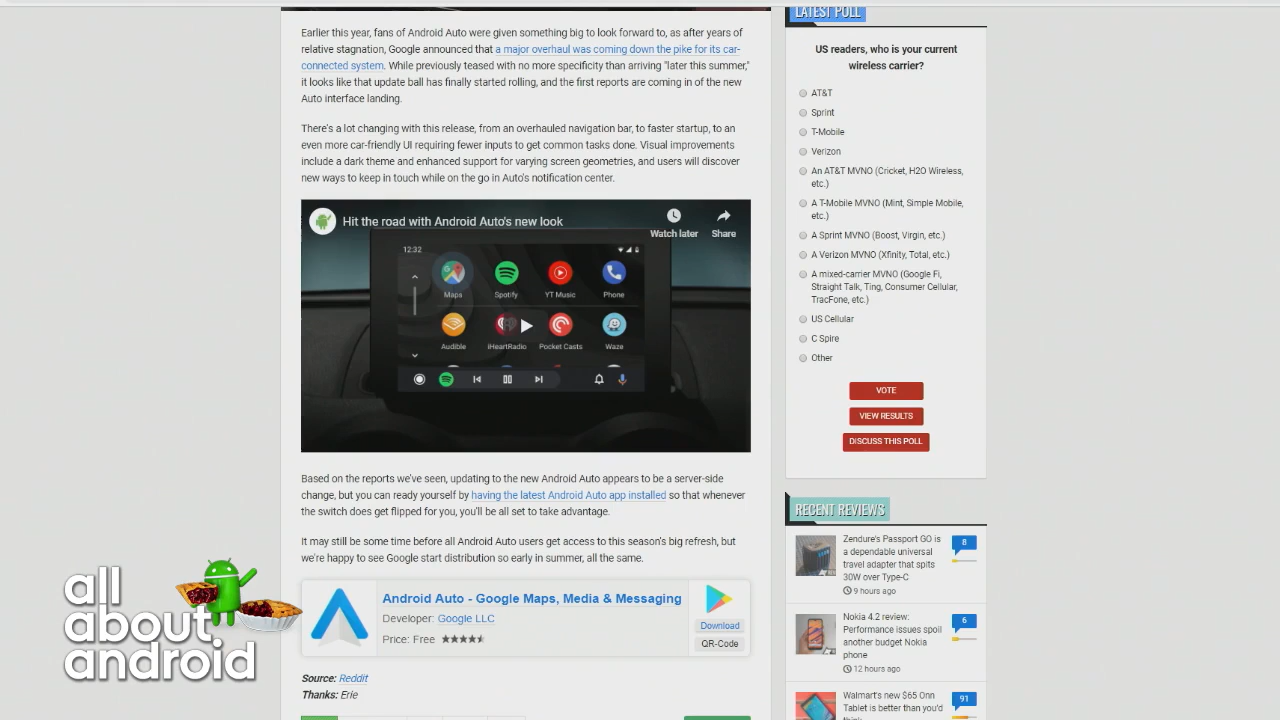 Earlier this year, fans of Android Auto were given something big to look forward to, as after years of
relative stagnation, Google announced that a major overhaul was coming down the pike for its car-
connected system. While previously teased with no more specificity than arriving "later this summer,"
it looks like that update ball has finally started rolling, and the first reports are coming in of the new
Auto interface landing.
There's a lot changing with this release, from an overhauled navigation bar, to faster startup, to an
even more car-friendly UI requiring fewer inputs to get common tasks done. Visual improvements
include a dark theme and enhanced support for varying screen geometries, and users will discover
new ways to keep in touch while on the go in Auto's notification center.
Hit the road with Android Auto's new look
Watch later
Share
12:32
Maps
Spotify
YT Music
Phone
Audible
iHeartRadio
Pocket Casts
Waze
Based on the reports we've seen, updating to the new Android Auto appears to be a server-side
change, but you can ready yourself by having the latest Android Auto app installed so that whenever
the switch does get flipped for you, you'll be all set to take advantage.
It may still be some time before all Android Auto users get access to this season's big refresh, but
we're happy to see Google start distribution so early in summer, all the same.
Android Auto - Google Maps, Media & Messaging
Developer: Google LLC
Price: Free
Download
QR-Code
Source: Reddit
Thanks: Erie
all
about
android
LATEST POLL
US readers, who is your current
wireless carrier?
AT&T
Sprint
T-Mobile
Verizon
An AT&T MVNO (Cricket, H2O Wireless,
etc.)
A T-Mobile MVNO (Mint, Simple Mobile,
etc.)
A Sprint MVNO (Boost, Virgin, etc.)
A Verizon MVNO (Xfinity, Total, etc.)
A mixed-carrier MVNO (Google Fi,
Straight Talk, Ting, Consumer Cellular,
TracFone, etc.)
US Cellular
C Spire
Other
VOTE
VIEW RESULTS
DISCUSS THIS POLL
RECENT REVIEWS
Zendure's Passport GO is
a dependable universal
travel adapter that spits
30W over Type-C
9 hours ago
8
Nokia 4.2 review:
Performance issues spoil
another budget Nokia
phone
12 hours ago
6
Walmart's new $65 Onn
Tablet is better than you'd
think
91